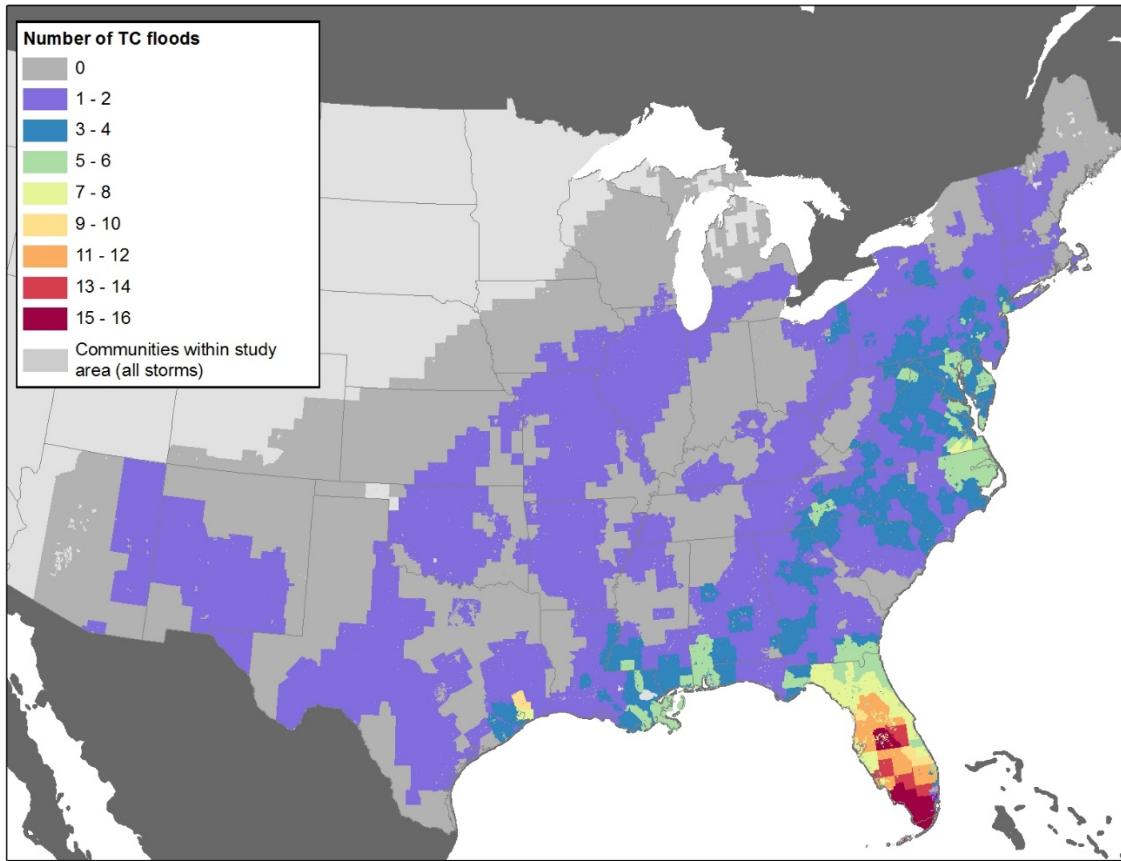 Number of TC floods
0
1 - 2
3 - 4
5 - 6
7 - 8
9 - 10
11 - 12
13 - 14
15 - 16
Communities within study
area (all storms)